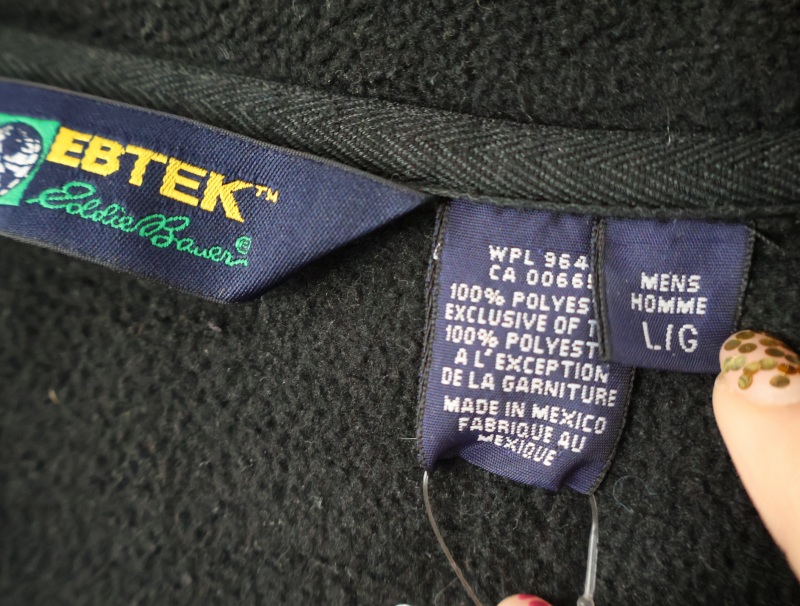 EBTEK™
Eddie Bauer®
WPL 964
CA 0066
100% POLYES
EXCLUSIVE OF T
100% POLYEST
A L'EXCEPTION
DE LA GARNITURE
MADE IN MEXICO
FABRIQUE AU
MEXIQUE
MENS
HOMME
L/G